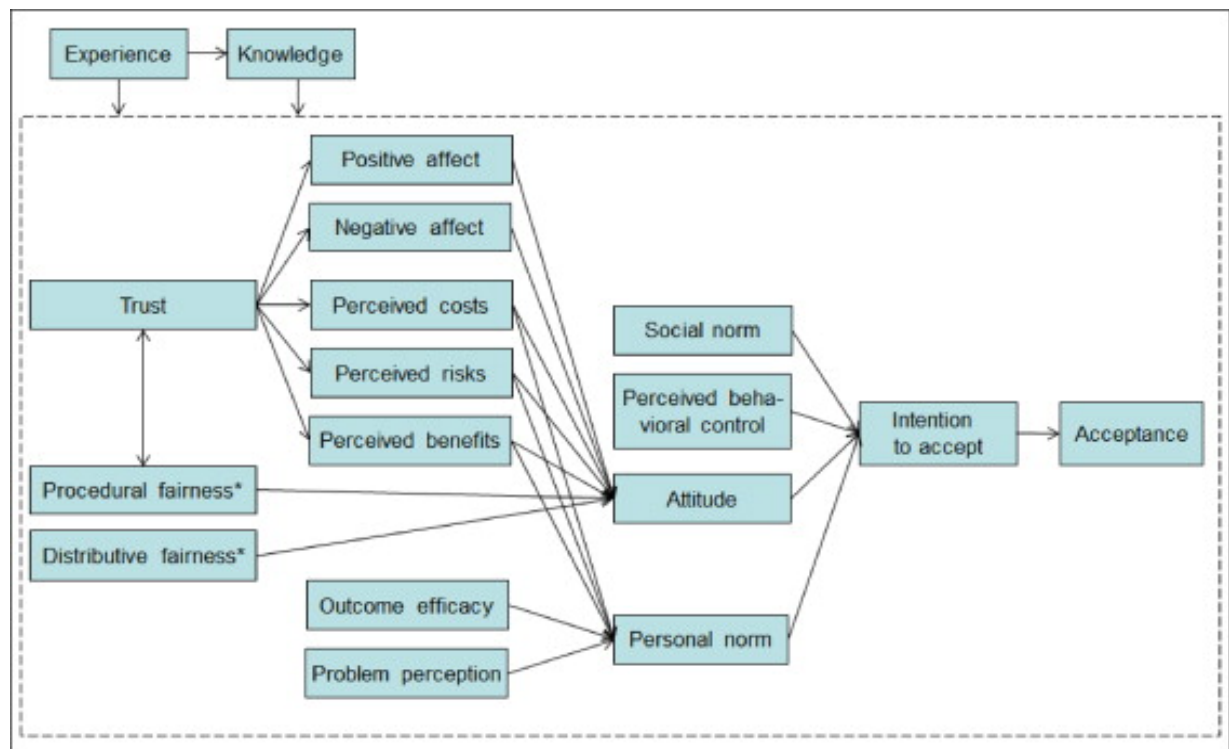 Experience
Knowledge
Positive affect
Negative affect
Trust
Perceived costs
Perceived risks
Perceived benefits
Procedural fairness*
Distributive fairness*
Outcome efficacy
Problem perception
Social norm
Perceived beha-
vioral control
Attitude
Personal norm
Intention
to accept
Acceptance